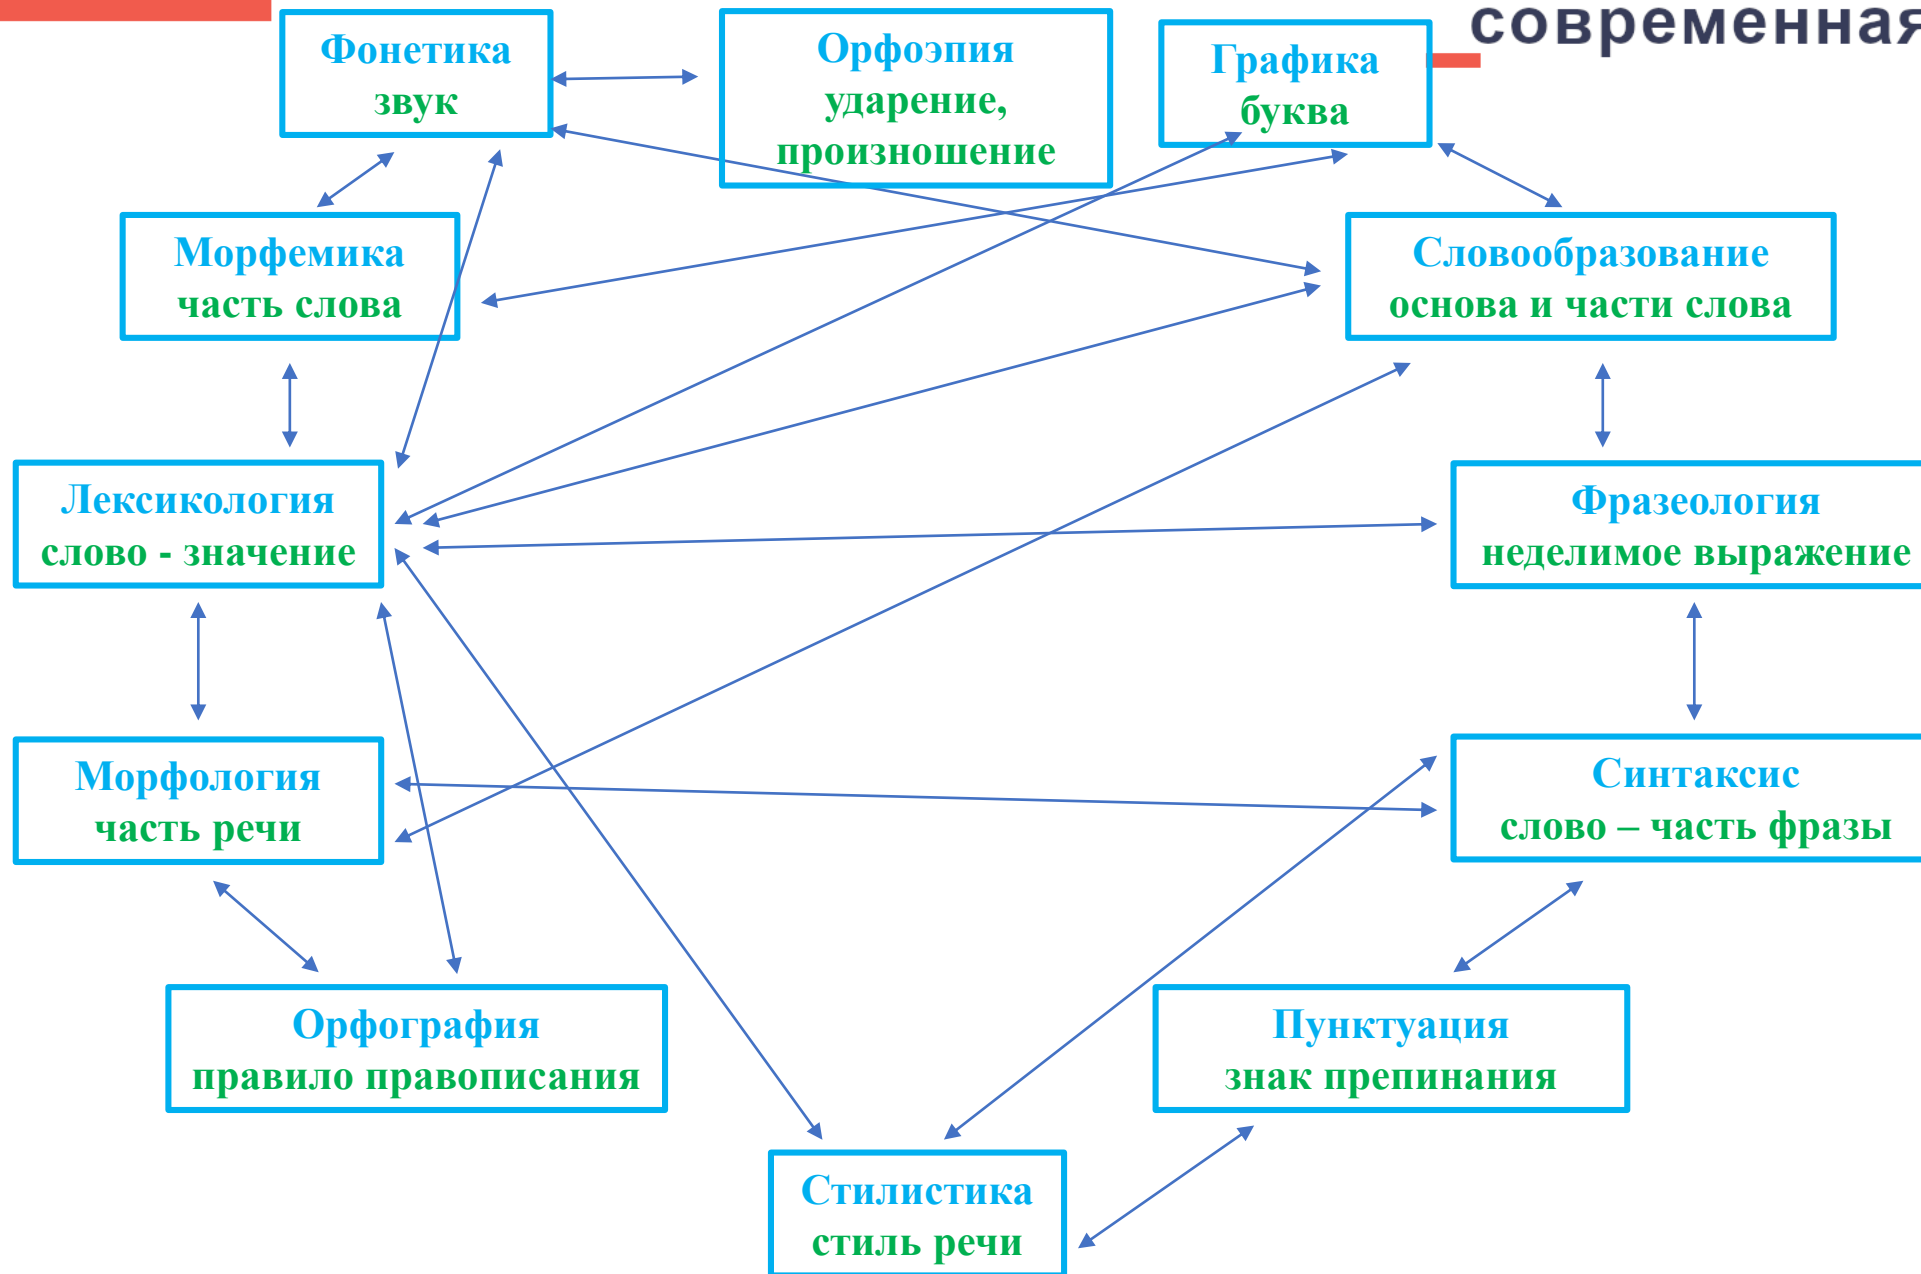 современная
Фонетика
звук
Орфоэпия
ударение,
произношение
Графика
буква
Морфемика
часть слова
Словообразование
основа и части слова
Лексикология
слово - значение
Фразеология
неделимое выражение
Морфология
часть речи
Синтаксис
слово – часть фразы
Орфография
правило правописания
Пунктуация
знак препинания
Стилистика
стиль речи